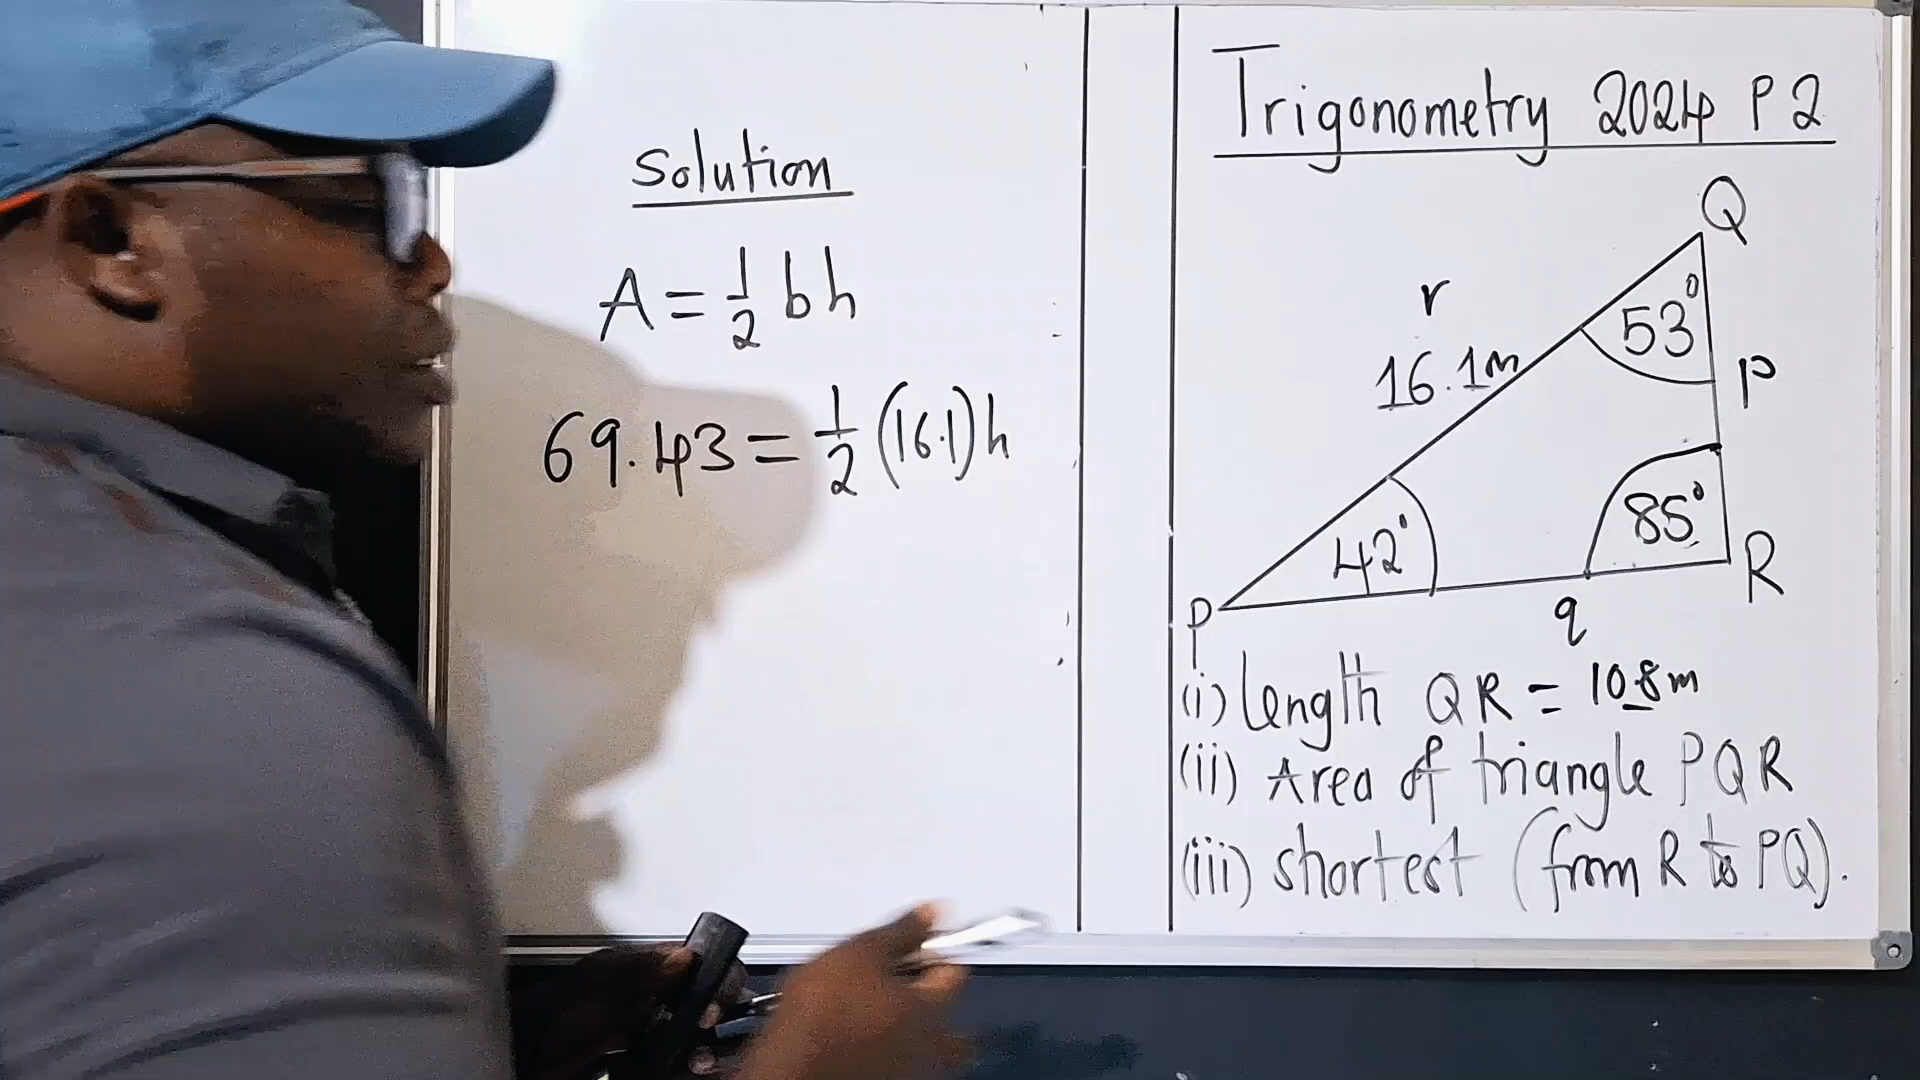 Solution
A = 1/2 b h
69.43 = 1/2 (16.1) h
Trigonometry 2024 P2
Q
r
53°
16.1m
P
85°
42°
R
P
q
(i) length QR = 10.8m
(ii) Area of triangle PQR
(iii) shortest (from R to PQ).